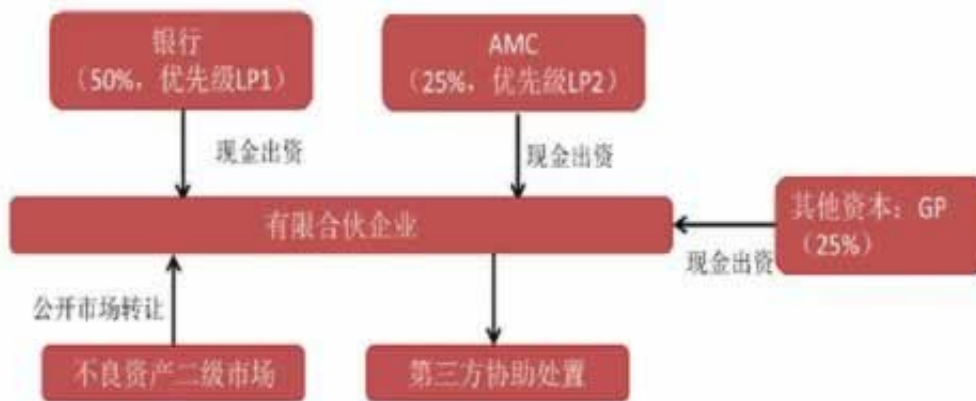 银行
（50%，优先级LP1）
AMC
（25%，优先级LP2）
现金出资
现金出资
有限合伙企业
其他资本：GP
（25%）
现金出资
公开市场转让
不良资产二级市场
第三方协助处置